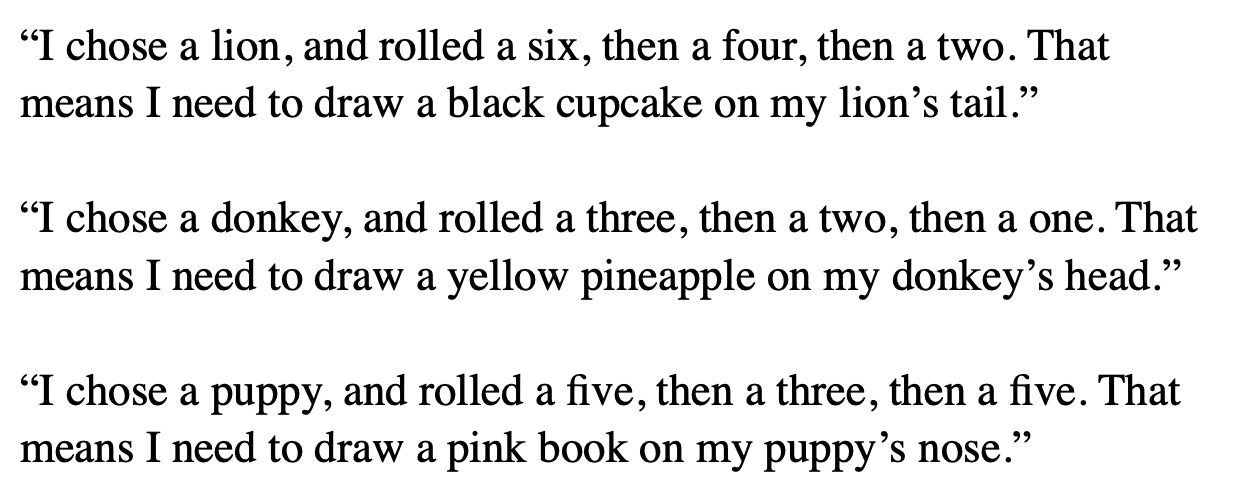 “I chose a lion, and rolled a six, then a four, then a two. That
means I need to draw a black cupcake on my lion’s tail.”
“I chose a donkey, and rolled a three, then a two, then a one. That
means I need to draw a yellow pineapple on my donkey’s head.”
“I chose a puppy, and rolled a five, then a three, then a five. That
means I need to draw a pink book on my puppy’s nose.”